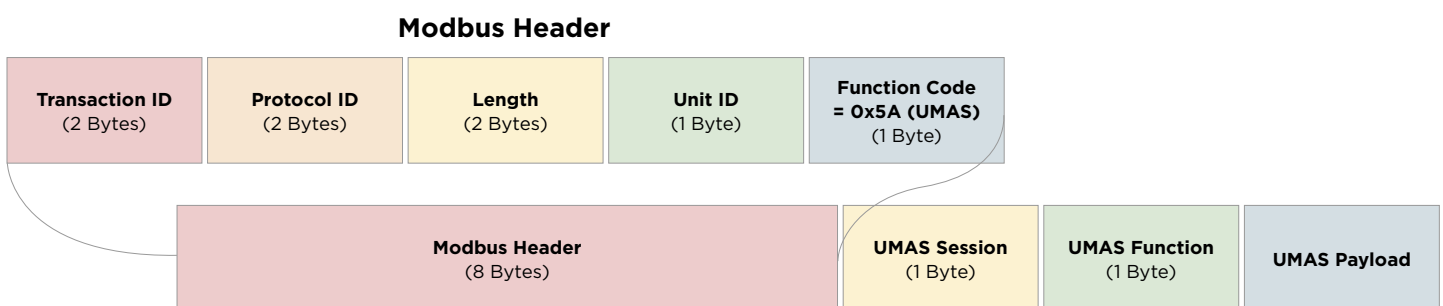 Modbus Header
Transaction ID
(2 Bytes)
Protocol ID
(2 Bytes)
Length
(2 Bytes)
Unit ID
(1 Byte)
Function Code
= 0x5A (UMAS)
(1 Byte)
Modbus Header
(8 Bytes)
UMAS Session
(1 Byte)
UMAS Function
(1 Byte)
UMAS Payload